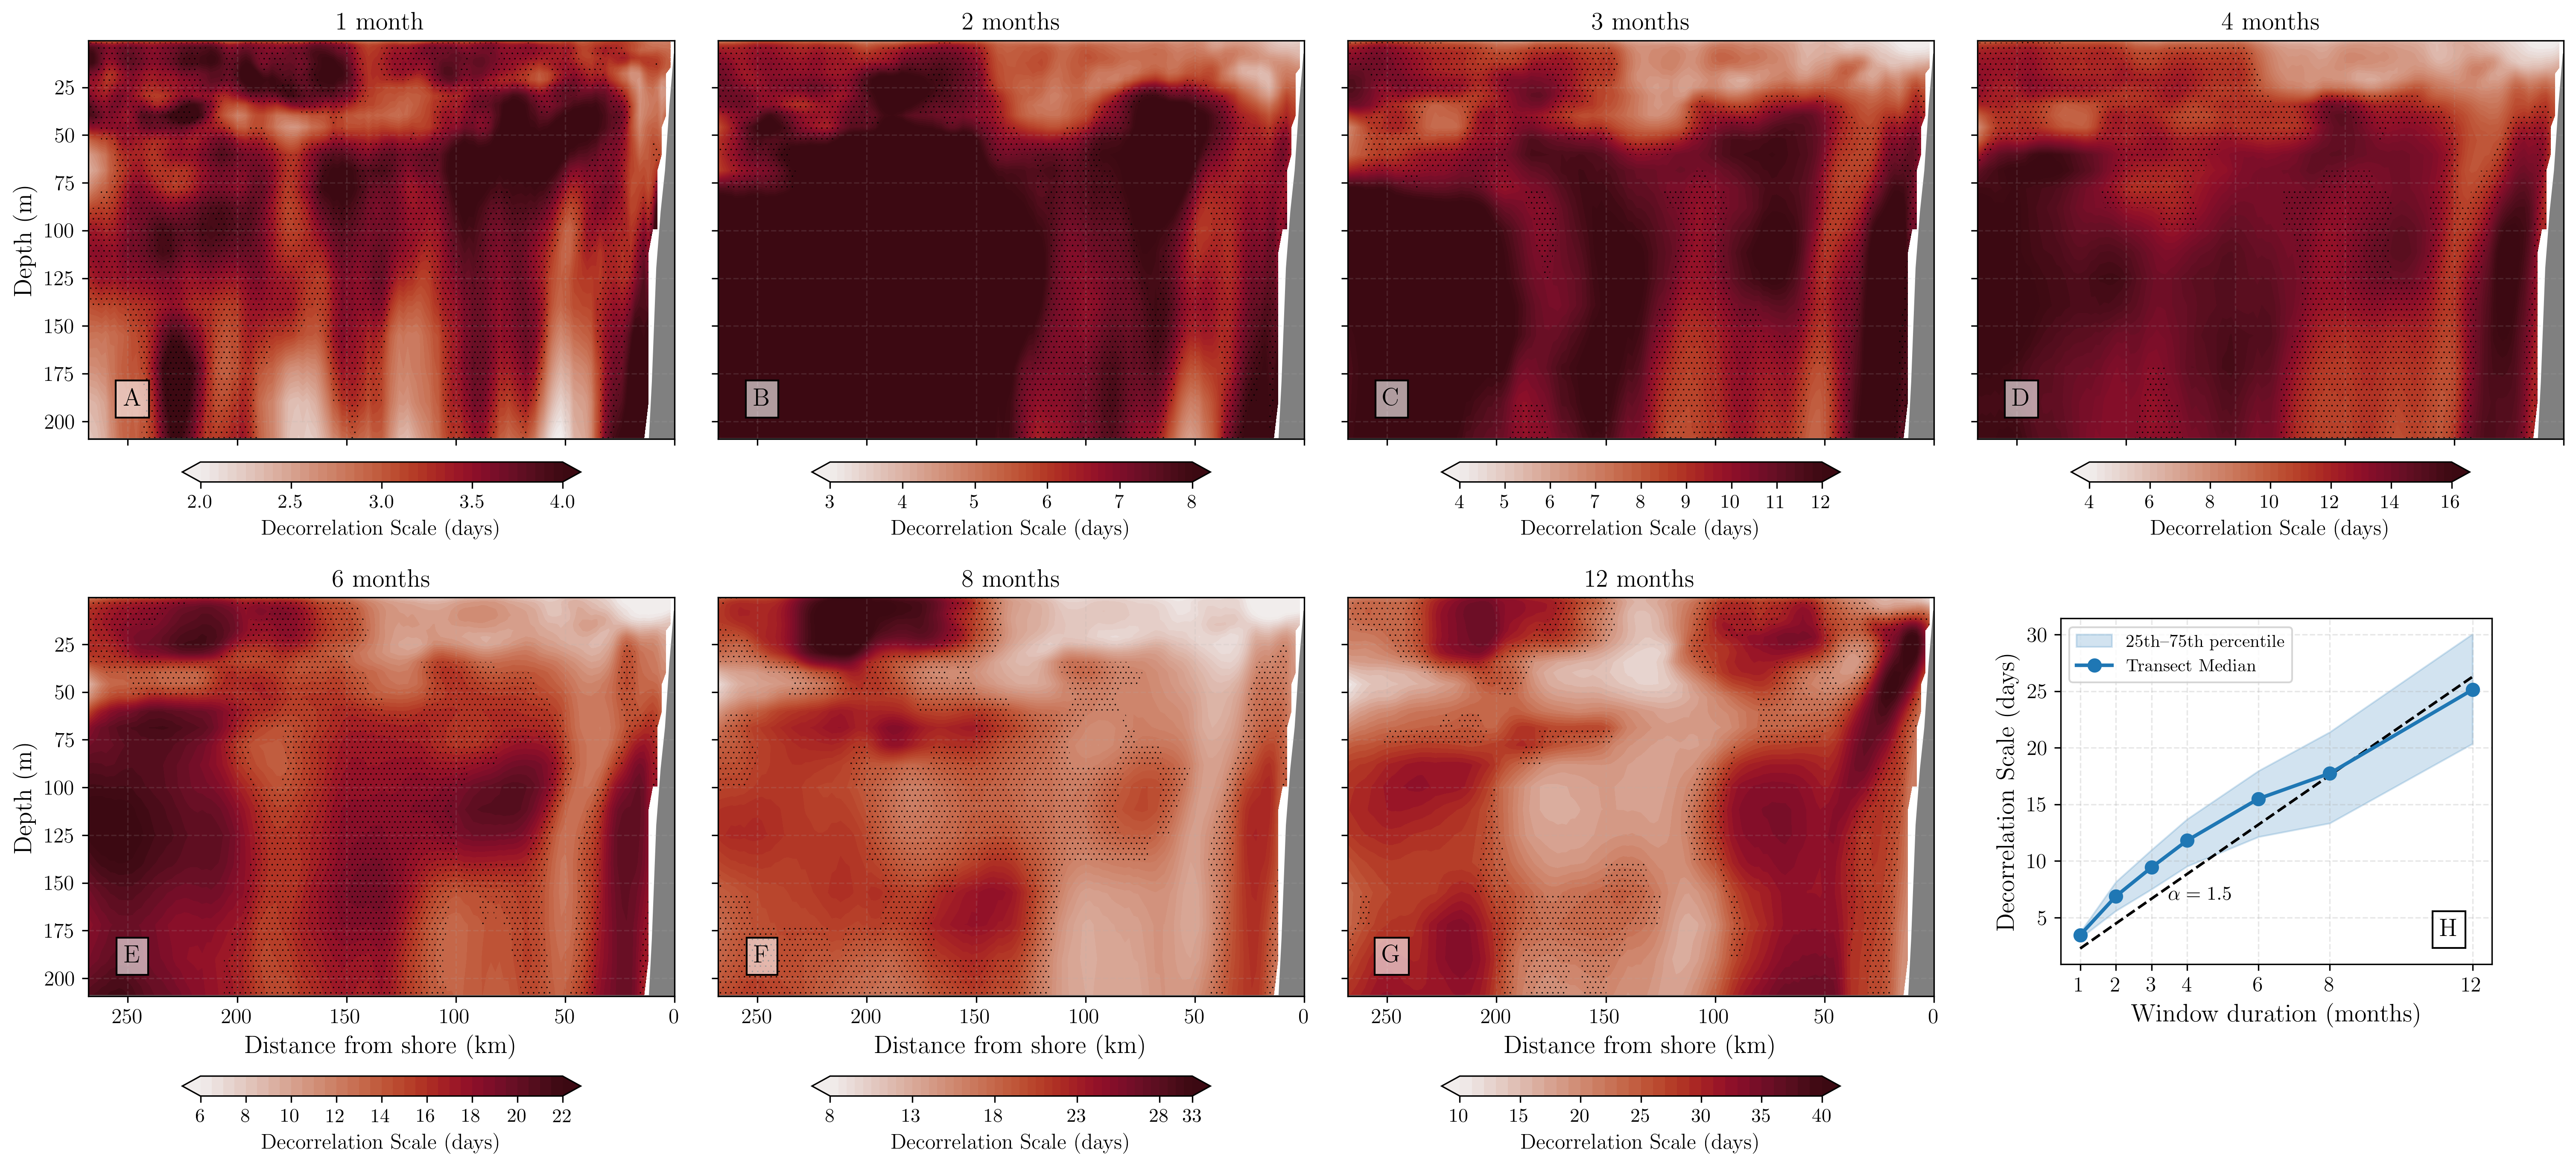 1 month
2 months
3 months
4 months
Depth (m)
25
50
75
100
125
150
175
200
A
B
C
D
2.0 2.5 3.0 3.5 4.0
Decorrelation Scale (days)
3 4 5 6 7 8
Decorrelation Scale (days)
4 5 6 7 8 9 10 11 12
Decorrelation Scale (days)
4 6 8 10 12 14 16
Decorrelation Scale (days)
6 months
8 months
12 months
Depth (m)
25
50
75
100
125
150
175
200
E
F
G
250 200 150 100 50 0
Distance from shore (km)
250 200 150 100 50 0
Distance from shore (km)
250 200 150 100 50 0
Distance from shore (km)
6 8 10 12 14 16 18 20 22
Decorrelation Scale (days)
8 13 18 23 28 33
Decorrelation Scale (days)
10 15 20 25 30 35 40
Decorrelation Scale (days)
Decorrelation Scale (days)
30
25
20
15
10
5
25th–75th percentile
Transect Median
α = 1.5
H
1 2 3 4 6 8 12
Window duration (months)